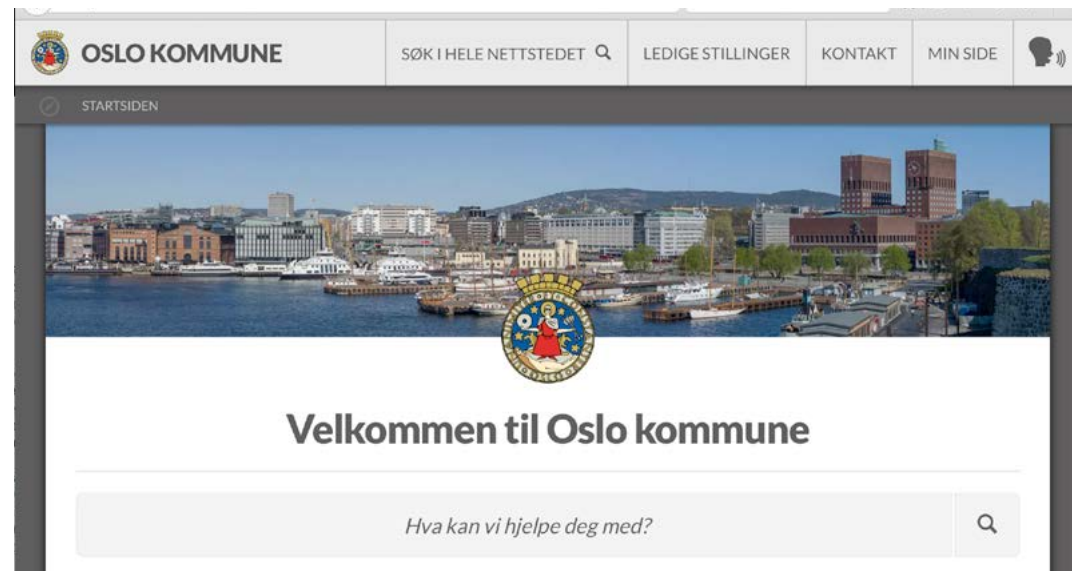 OSLO KOMMUNE
SØK I HELE NETTSTEDET
LEDIGE STILLINGER
KONTAKT
MIN SIDE
STARTSIDEN
Velkommen til Oslo kommune
Hva kan vi hjelpe deg med?